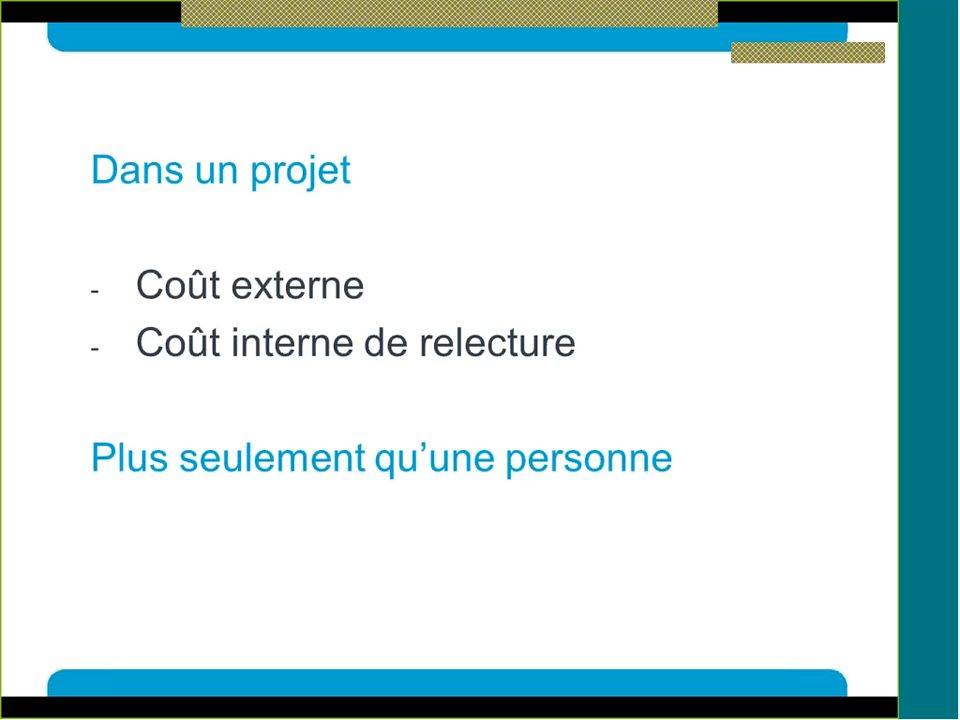 Dans un projet
- Coût externe
- Coût interne de relecture
Plus seulement qu’une personne